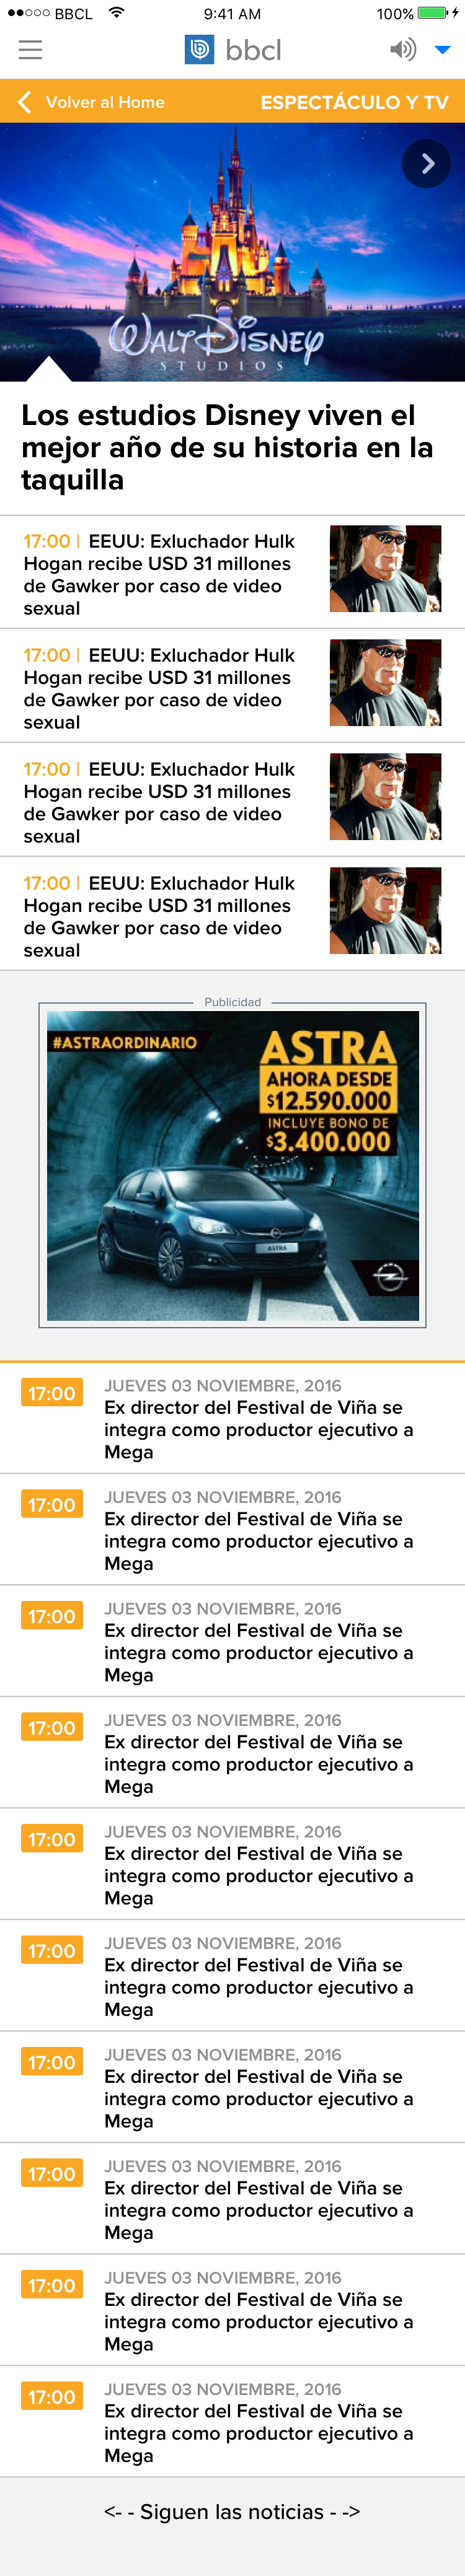 BBCL 9:41 AM 100%
bbcl
Volver al Home ESPECTÁCULO Y TV
WALT DISNEY
STUDIOS
Los estudios Disney viven el
mejor año de su historia en la
taquilla
17:00 | EEUU: Exluchador Hulk
Hogan recibe USD 31 millones
de Gawker por caso de video
sexual
17:00 | EEUU: Exluchador Hulk
Hogan recibe USD 31 millones
de Gawker por caso de video
sexual
17:00 | EEUU: Exluchador Hulk
Hogan recibe USD 31 millones
de Gawker por caso de video
sexual
17:00 | EEUU: Exluchador Hulk
Hogan recibe USD 31 millones
de Gawker por caso de video
sexual
Publicidad
#ASTRAORDINARIO
ASTRA
AHORA DESDE
$12.590.000
INCLUYE BONO DE
$3.400.000
ASTRA
17:00 JUEVES 03 NOVIEMBRE, 2016
Ex director del Festival de Viña se
integra como productor ejecutivo a
Mega
17:00 JUEVES 03 NOVIEMBRE, 2016
Ex director del Festival de Viña se
integra como productor ejecutivo a
Mega
17:00 JUEVES 03 NOVIEMBRE, 2016
Ex director del Festival de Viña se
integra como productor ejecutivo a
Mega
17:00 JUEVES 03 NOVIEMBRE, 2016
Ex director del Festival de Viña se
integra como productor ejecutivo a
Mega
17:00 JUEVES 03 NOVIEMBRE, 2016
Ex director del Festival de Viña se
integra como productor ejecutivo a
Mega
17:00 JUEVES 03 NOVIEMBRE, 2016
Ex director del Festival de Viña se
integra como productor ejecutivo a
Mega
17:00 JUEVES 03 NOVIEMBRE, 2016
Ex director del Festival de Viña se
integra como productor ejecutivo a
Mega
17:00 JUEVES 03 NOVIEMBRE, 2016
Ex director del Festival de Viña se
integra como productor ejecutivo a
Mega
17:00 JUEVES 03 NOVIEMBRE, 2016
Ex director del Festival de Viña se
integra como productor ejecutivo a
Mega
17:00 JUEVES 03 NOVIEMBRE, 2016
Ex director del Festival de Viña se
integra como productor ejecutivo a
Mega
<- - Siguen las noticias - ->